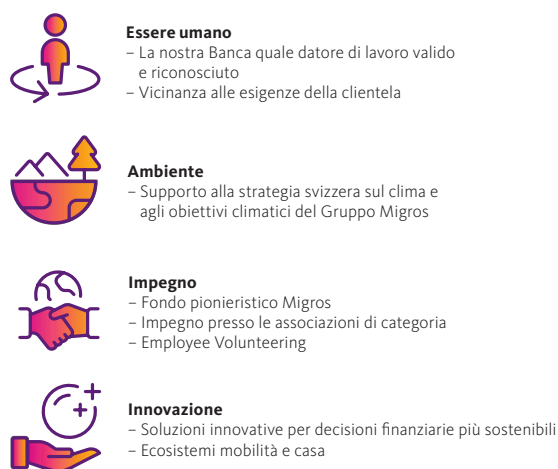 Essere umano
– La nostra Banca quale datore di lavoro valido
e riconosciuto
– Vicinanza alle esigenze della clientela
Ambiente
– Supporto alla strategia svizzera sul clima e
agli obiettivi climatici del Gruppo Migros
Impegno
– Fondo pionieristico Migros
– Impegno presso le associazioni di categoria
– Employee Volunteering
Innovazione
– Soluzioni innovative per decisioni finanziarie più sostenibili
– Ecosistemi mobilità e casa